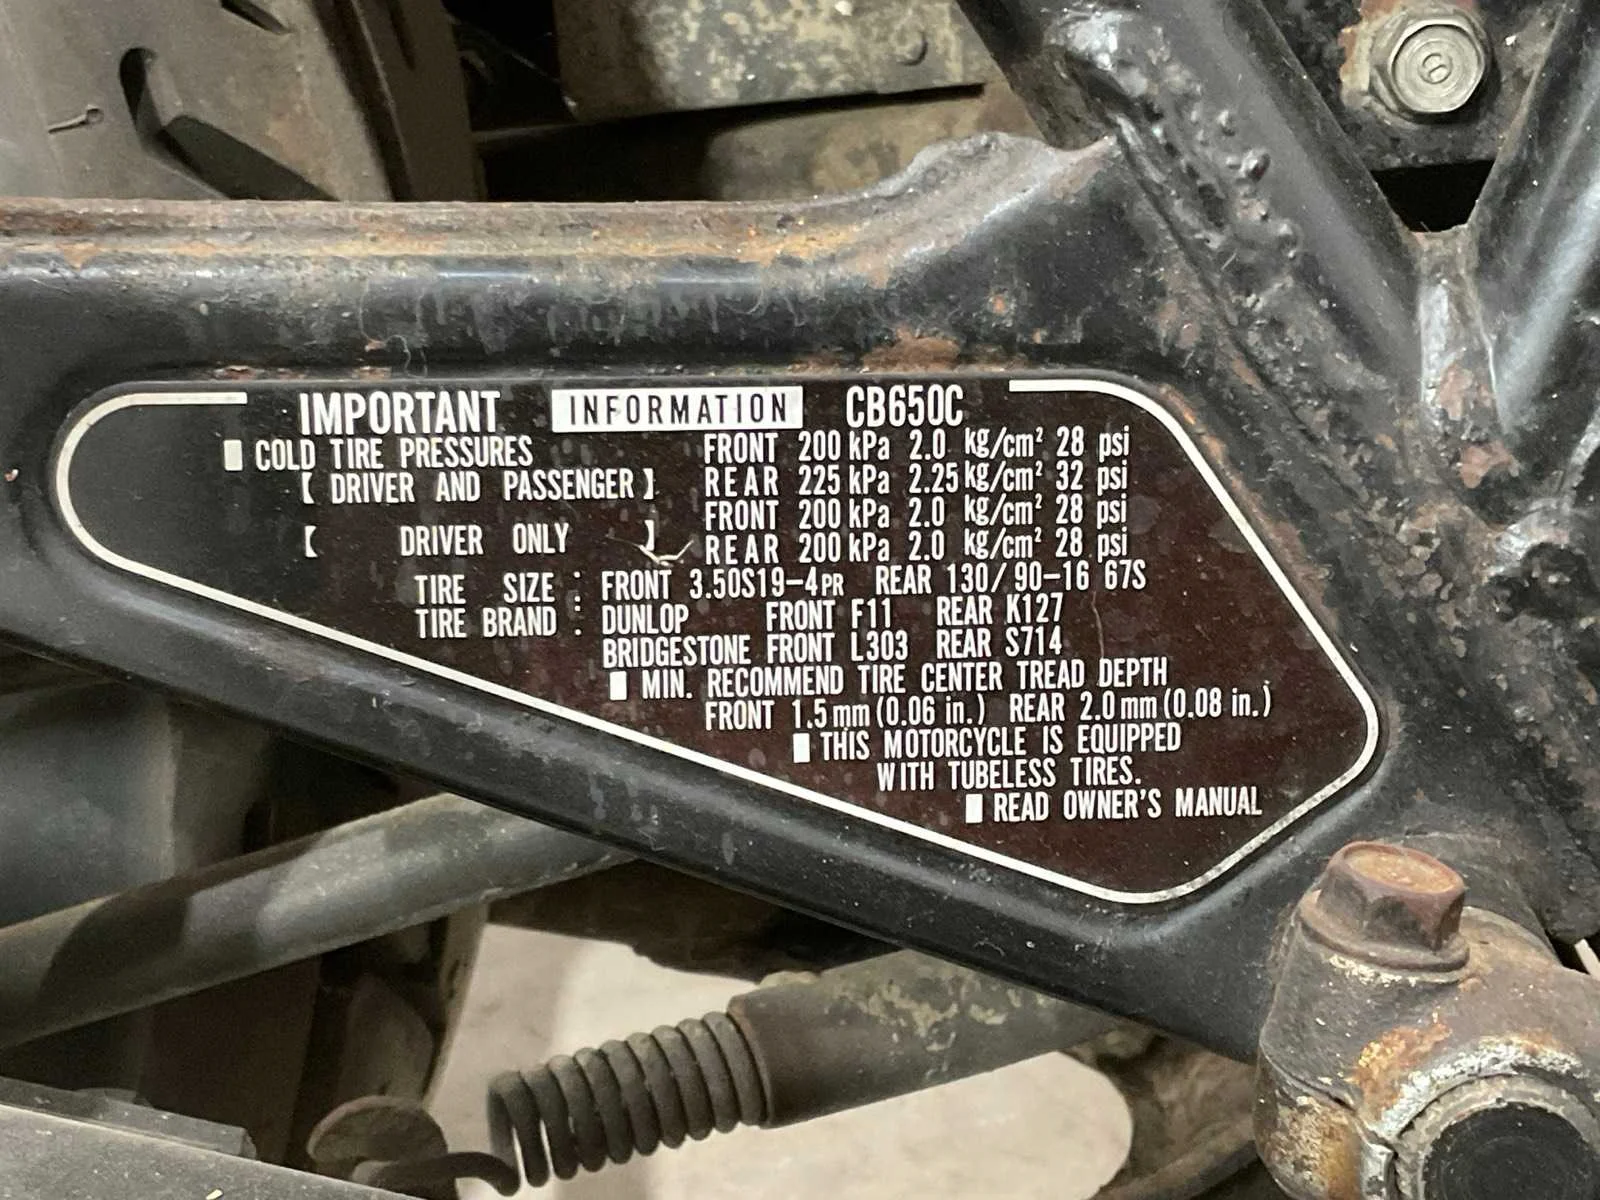 IMPORTANT INFORMATION CB650C
COLD TIRE PRESSURES FRONT 200 kPa 2.0 kg/cm² 28 psi
【 DRIVER AND PASSENGER 】 REAR 225 kPa 2.25 kg/cm² 32 psi
FRONT 200 kPa 2.0 kg/cm² 28 psi
【 DRIVER ONLY 】 REAR 200 kPa 2.0 kg/cm² 28 psi
TIRE SIZE : FRONT 3.50S19-4PR REAR 130/90-16 67S
TIRE BRAND : DUNLOP FRONT F11 REAR K127
BRIDGESTONE FRONT L303 REAR S714
MIN. RECOMMEND TIRE CENTER TREAD DEPTH
FRONT 1.5 mm (0.06 in.) REAR 2.0 mm (0.08 in.)
THIS MOTORCYCLE IS EQUIPPED
WITH TUBELESS TIRES.
READ OWNER'S MANUAL